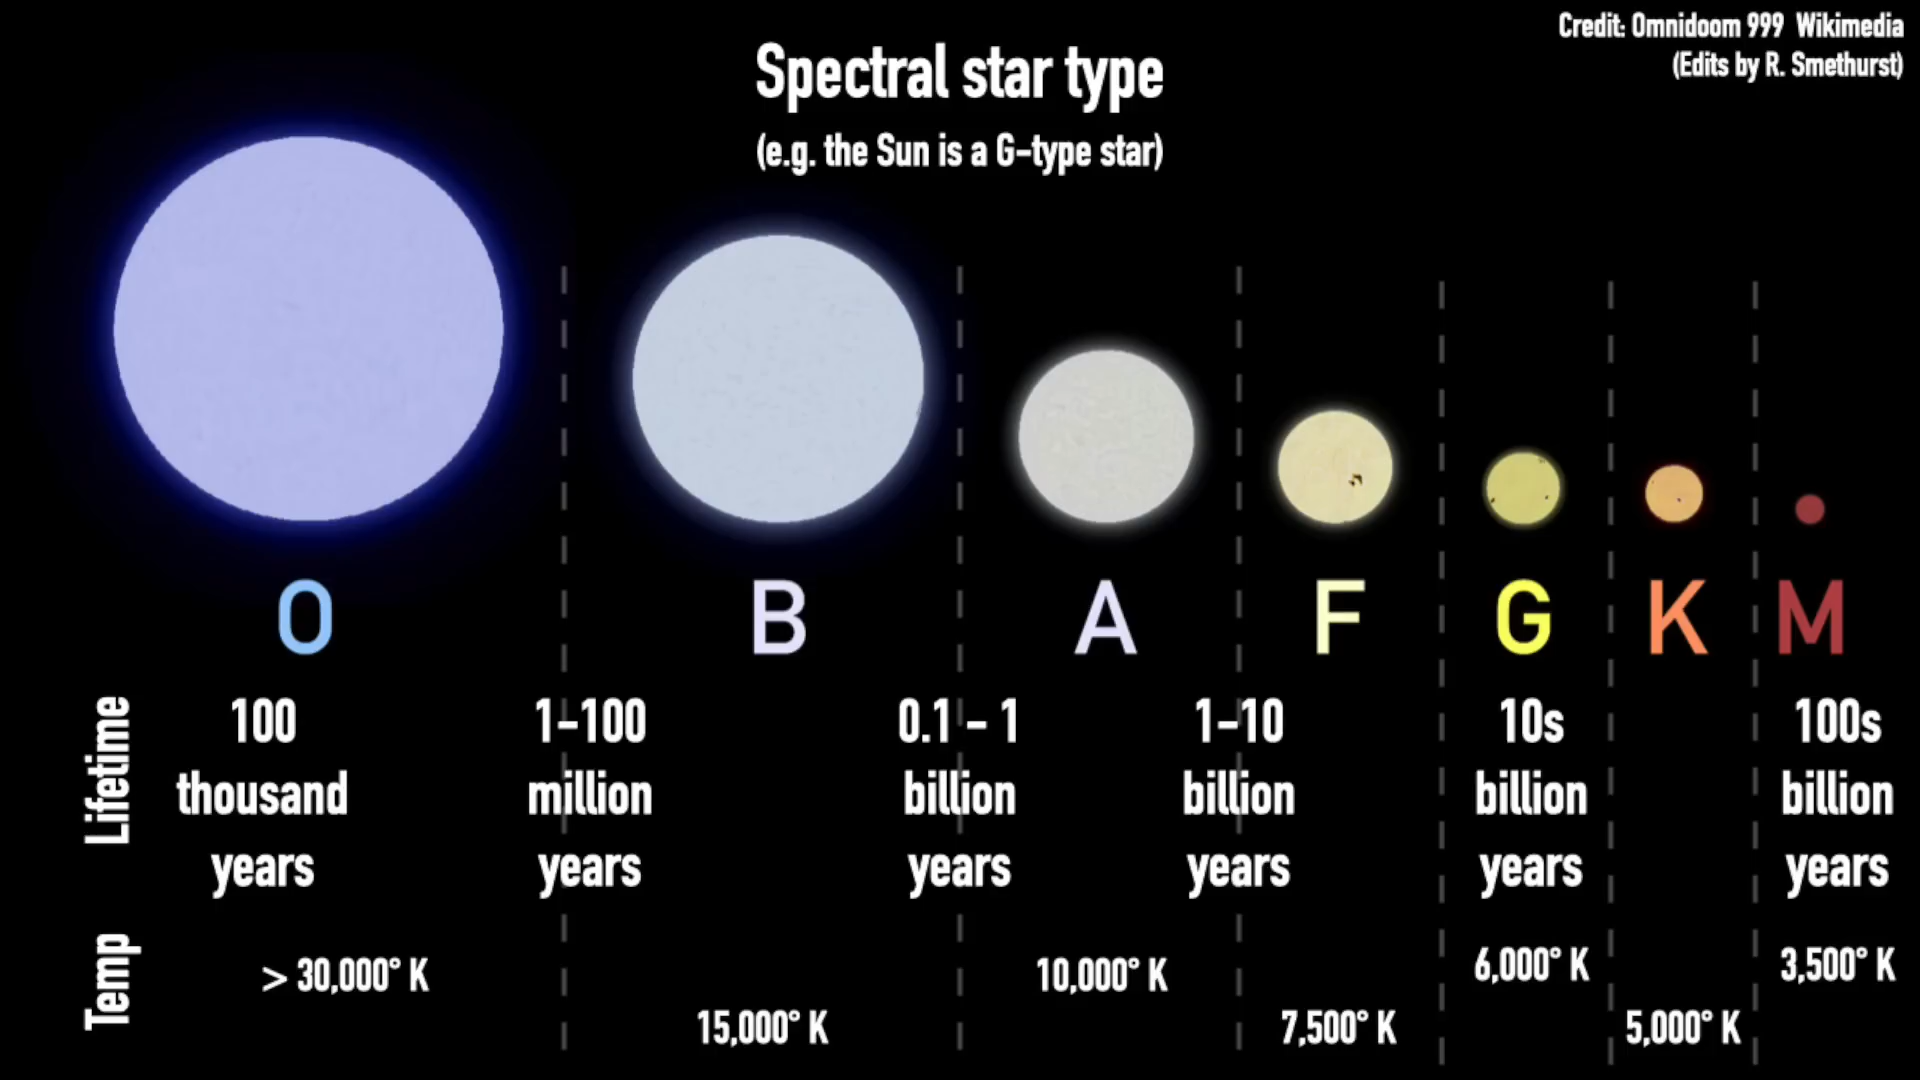 Credit: Omnidoom 999 Wikimedia
(Edits by R. Smethurst)
Spectral star type
(e.g. the Sun is a G-type star)
O B A F G K M
Lifetime
100 1-100 0.1 - 1 1-10 10s 100s
thousand million billion billion billion billion
years years years years years years
Temp
> 30,000° K 10,000° K 6,000° K 3,500° K
15,000° K 7,500° K 5,000° K